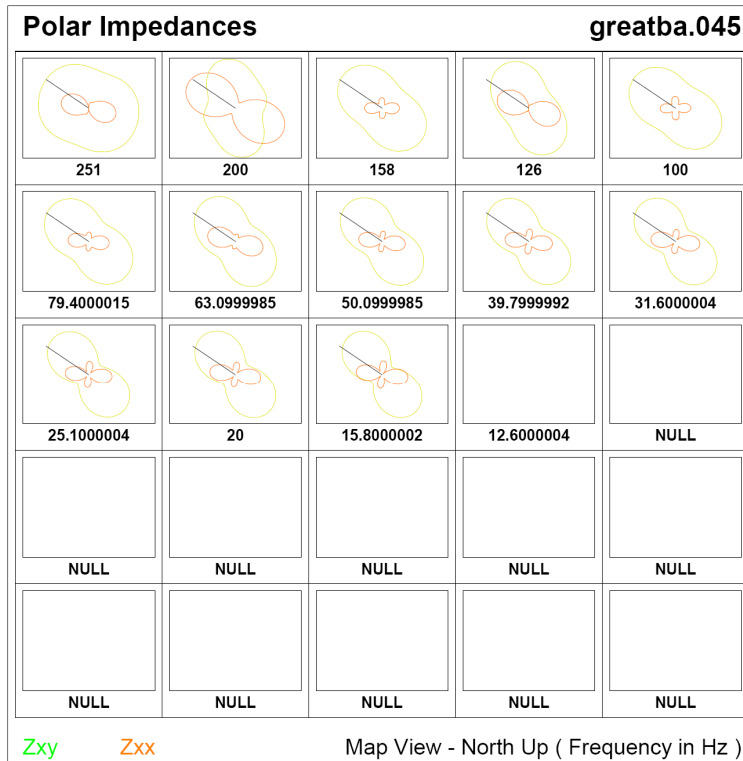 Polar Impedances greatba.045
251 200 158 126 100
79.4000015 63.0999985 50.0999985 39.7999992 31.6000004
25.1000004 20 15.8000002 12.6000004 NULL
NULL NULL NULL NULL NULL
NULL NULL NULL NULL NULL
Zxy Zxx Map View - North Up ( Frequency in Hz )